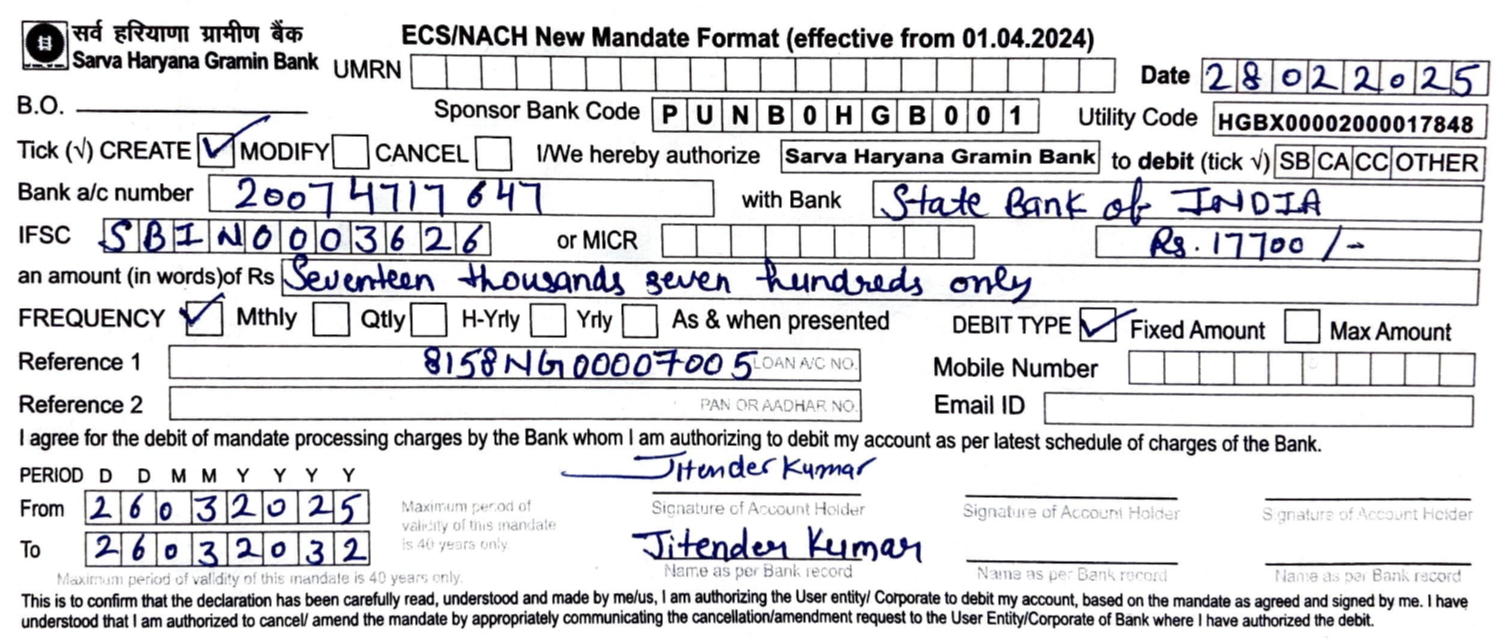 सर्व हरियाणा ग्रामीण बैंक ECS/NACH New Mandate Format (effective from 01.04.2024)
Sarva Haryana Gramin Bank UMRN Date 28022025
B.O. Sponsor Bank Code PUNB0HGB001 Utility Code HGBX00002000017848
Tick (√) CREATE ✓ MODIFY CANCEL I/We hereby authorize Sarva Haryana Gramin Bank to debit (tick √) SB CA CC OTHER
Bank a/c number 20074717647 with Bank State Bank of INDIA
IFSC SBIN0003626 or MICR Rs. 17700/-
an amount (in words)of Rs Seventeen thousands seven hundreds only
FREQUENCY ✓ Mthly Qtly H-Yrly Yrly As & when presented DEBIT TYPE ✓ Fixed Amount Max Amount
Reference 1 8158NG00007005 LOAN A/C NO. Mobile Number
Reference 2 PAN OR AADHAR NO. Email ID
I agree for the debit of mandate processing charges by the Bank whom I am authorizing to debit my account as per latest schedule of charges of the Bank.
PERIOD D D M M Y Y Y Y Jitender Kumar
From 26032025 Maximum period of validity of this mandate is 40 years only. Signature of Account Holder Signature of Account Holder Signature of Account Holder
To 26032032 Jitender Kumar
Maximum period of validity of this mandate is 40 years only. Name as per Bank record Name as per Bank record Name as per Bank record
This is to confirm that the declaration has been carefully read, understood and made by me/us, I am authorizing the User entity/ Corporate to debit my account, based on the mandate as agreed and signed by me. I have
understood that I am authorized to cancel/ amend the mandate by appropriately communicating the cancellation/amendment request to the User Entity/Corporate of Bank where I have authorized the debit.